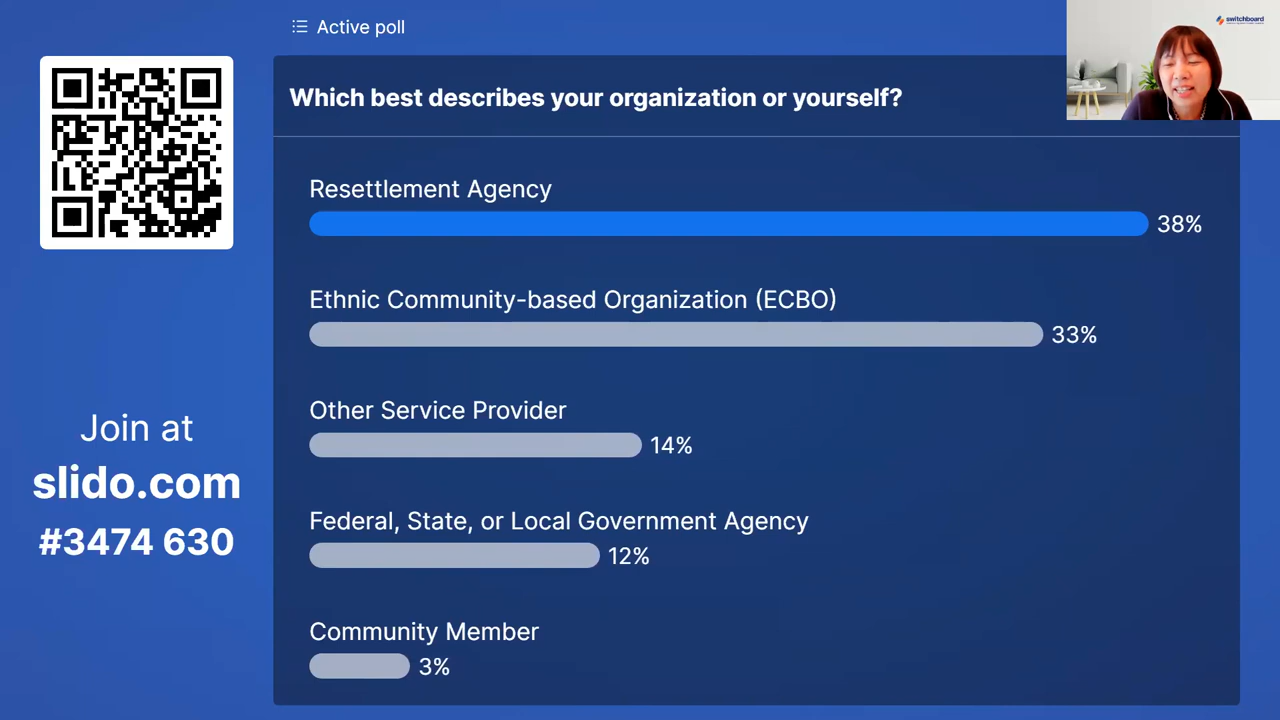 Active poll
switchboard
Which best describes your organization or yourself?
Resettlement Agency
38%
Ethnic Community-based Organization (ECBO)
33%
Other Service Provider
14%
Federal, State, or Local Government Agency
12%
Community Member
3%
Join at
slido.com
#3474 630